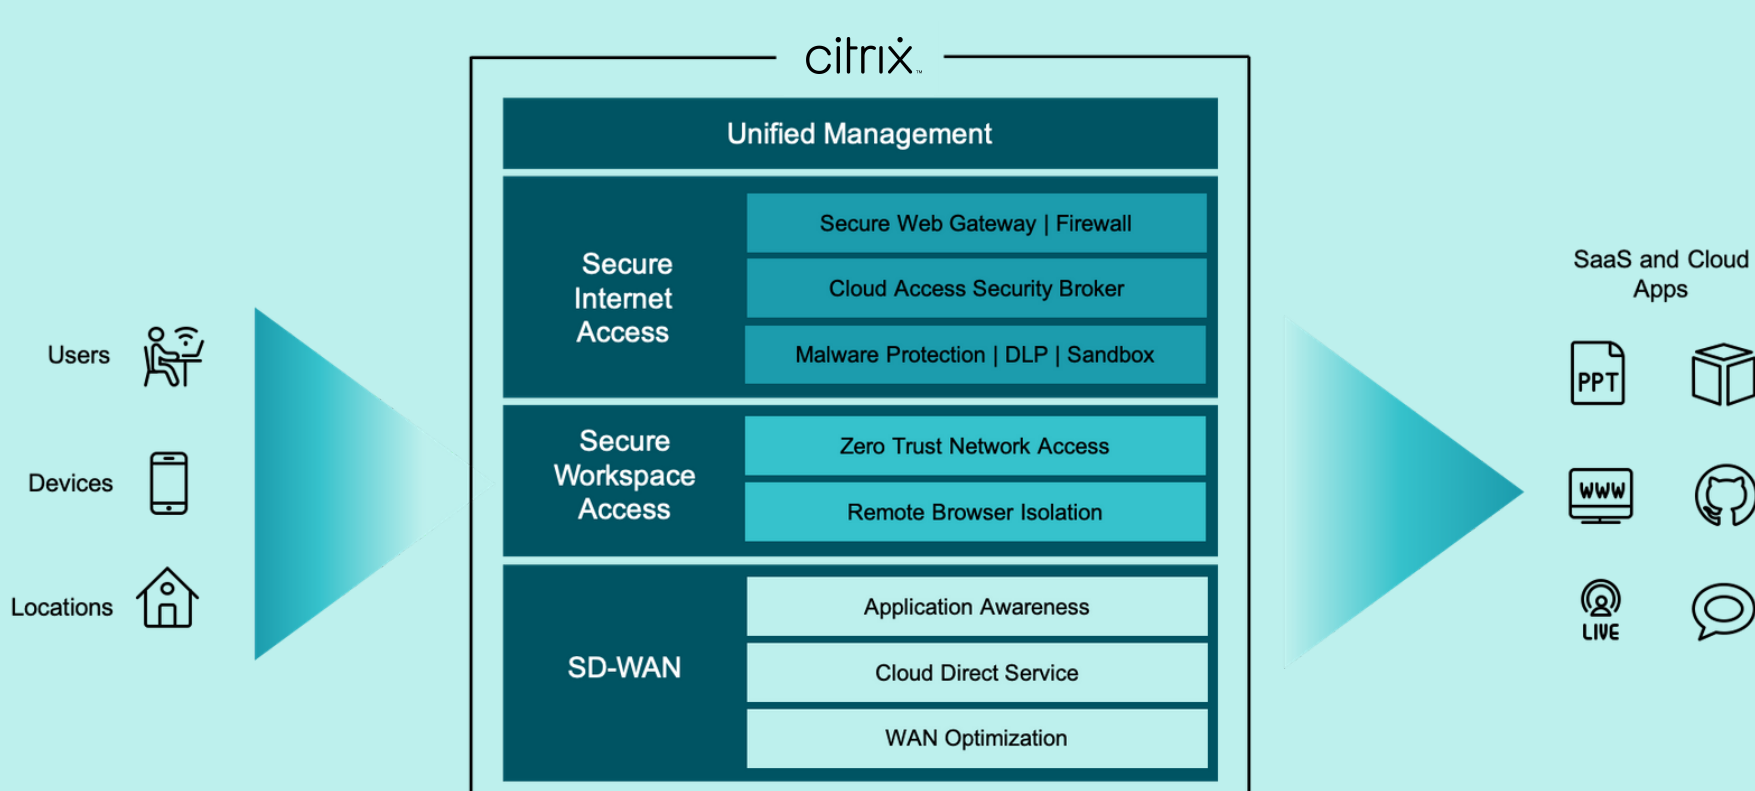 citrix™
Unified Management
Secure
Internet
Access
Secure Web Gateway | Firewall
Cloud Access Security Broker
Malware Protection | DLP | Sandbox
Secure
Workspace
Access
Zero Trust Network Access
Remote Browser Isolation
SD-WAN
Application Awareness
Cloud Direct Service
WAN Optimization
Users
Devices
Locations
SaaS and Cloud
Apps
PPT
WWW
LIVE